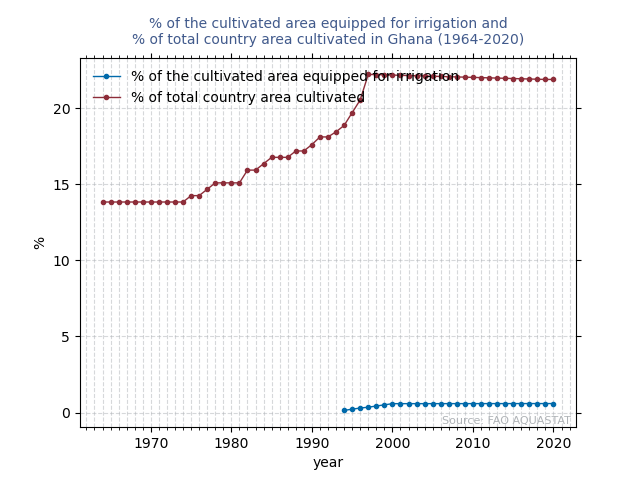 % of the cultivated area equipped for irrigation and
% of total country area cultivated in Ghana (1964-2020)
% of the cultivated area equipped for irrigation
% of total country area cultivated
20
15
10
5
0
%
Source: FAO AQUASTAT
1970 1980 1990 2000 2010 2020
year